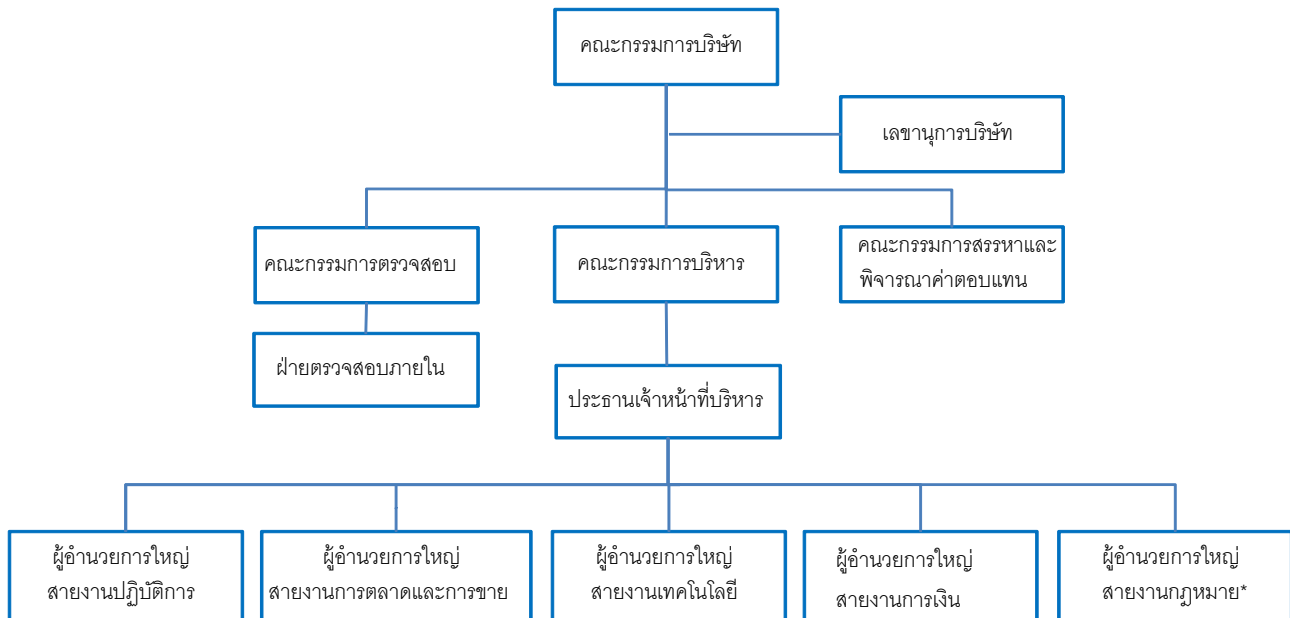 คณะกรรมการบริษัท
เลขานุการบริษัท
คณะกรรมการตรวจสอบ
คณะกรรมการบริหาร
คณะกรรมการสรรหาและ
พิจารณาค่าตอบแทน
ฝ่ายตรวจสอบภายใน
ประธานเจ้าหน้าที่บริหาร
ผู้อำนวยการใหญ่
สายงานปฏิบัติการ
ผู้อำนวยการใหญ่
สายงานการตลาดและการขาย
ผู้อำนวยการใหญ่
สายงานเทคโนโลยี
ผู้อำนวยการใหญ่
สายงานการเงิน
ผู้อำนวยการใหญ่
สายงานกฎหมาย*